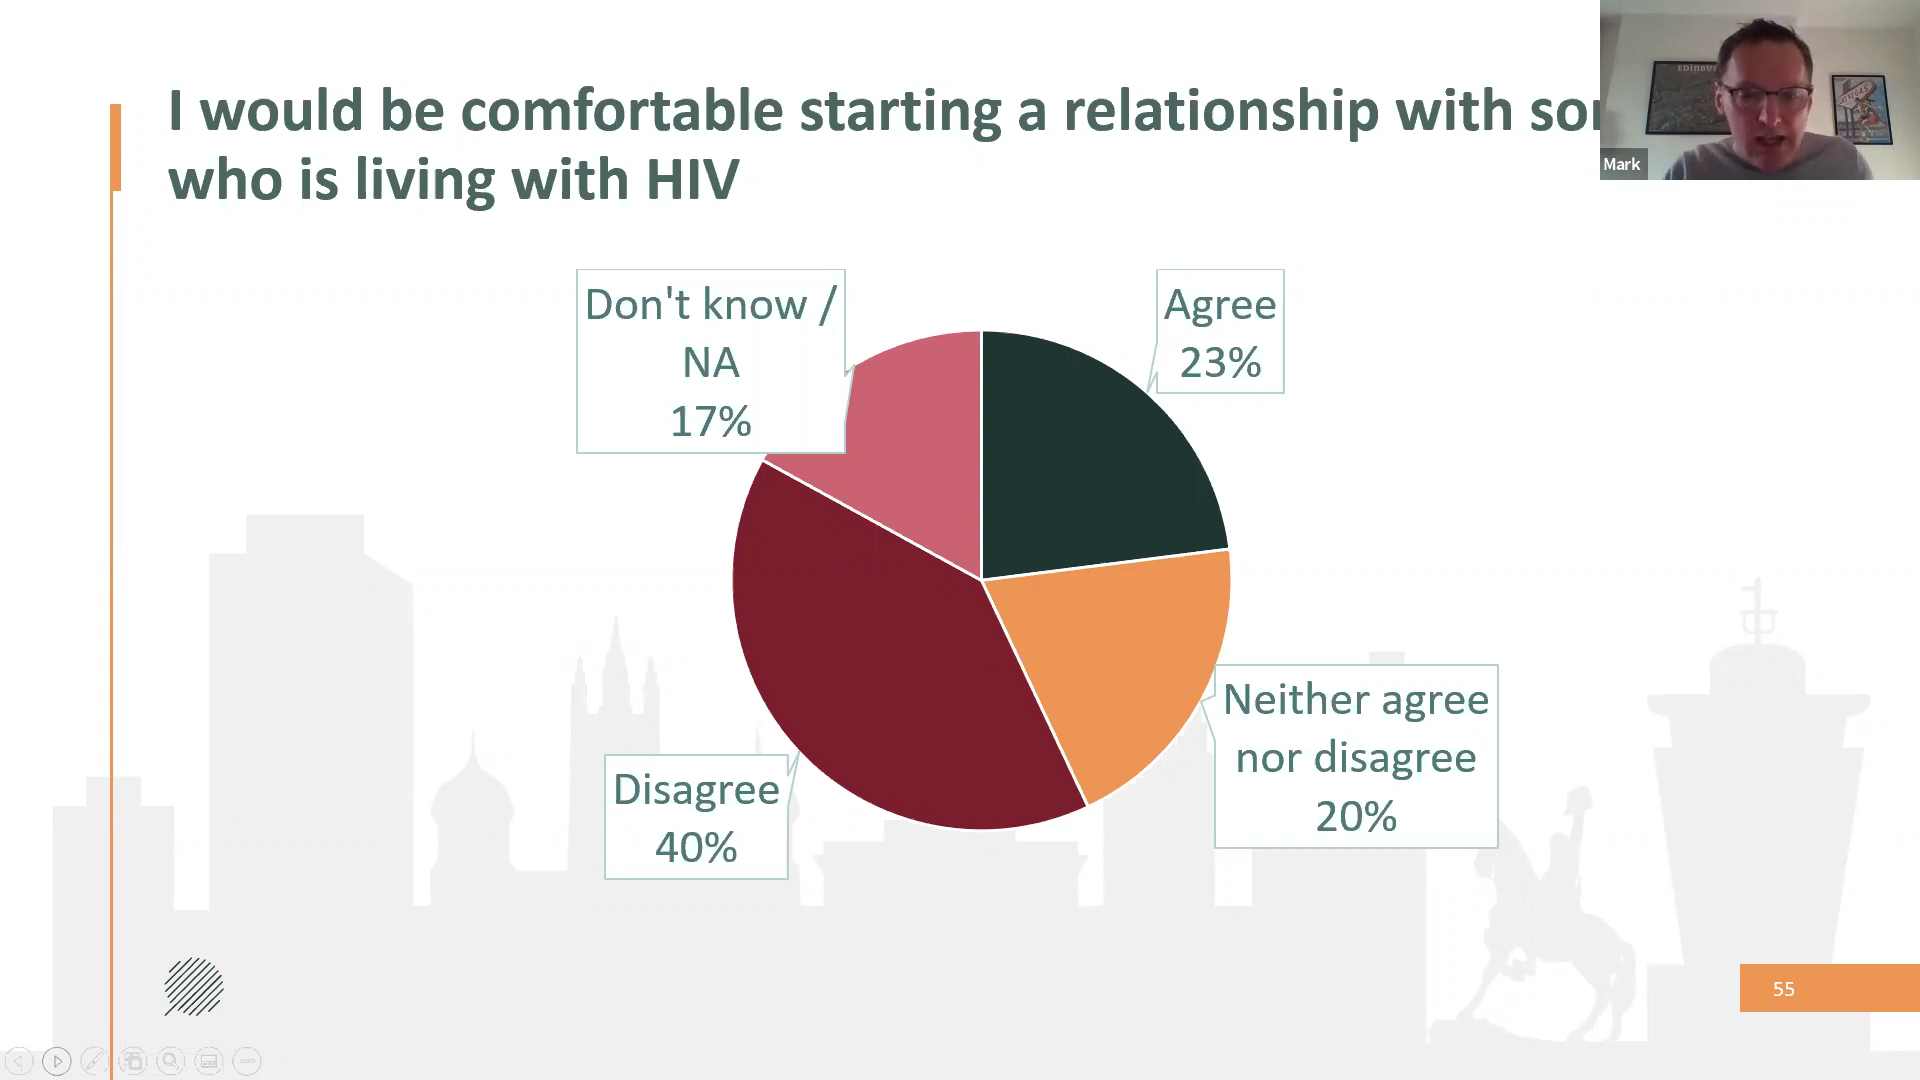 I would be comfortable starting a relationship with
who is living with HIV
Mark
Don't know /
NA
17%
Agree
23%
Neither agree
nor disagree
20%
Disagree
40%
55